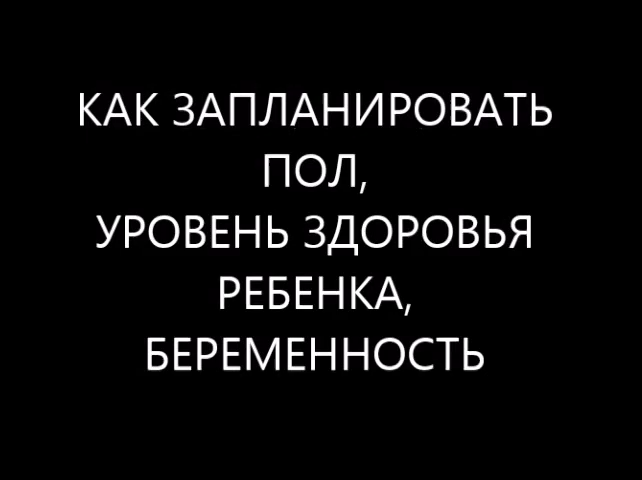 КАК ЗАПЛАНИРОВАТЬ
ПОЛ,
УРОВЕНЬ ЗДОРОВЬЯ
РЕБЕНКА,
БЕРЕМЕННОСТЬ